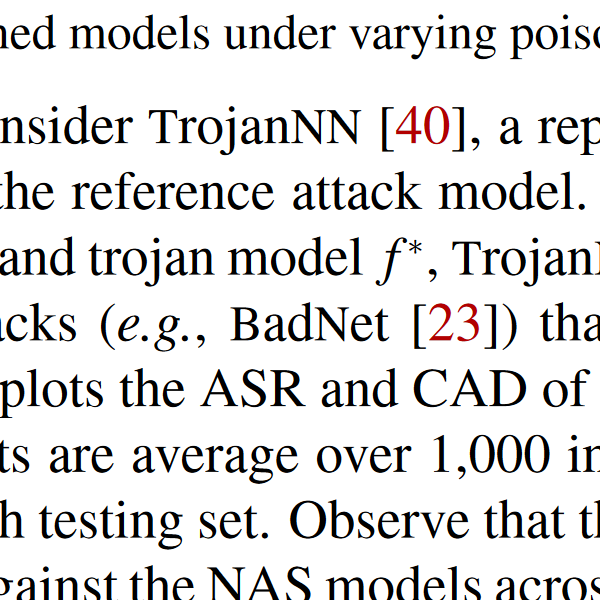 ned models under varying poiso
nsider TrojanNN [40], a rep
the reference attack model.
and trojan model f*, Trojan
acks (e.g., BadNet [23]) tha
plots the ASR and CAD of
ts are average over 1,000 in
h testing set. Observe that t
gainst the NAS models acros